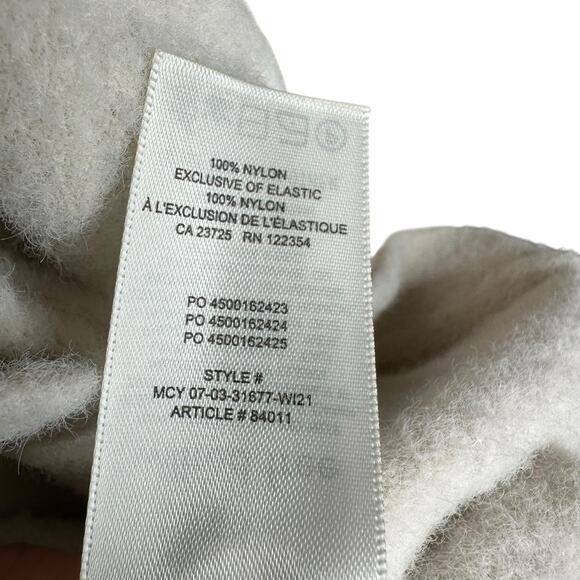 100% NYLON
EXCLUSIVE OF ELASTIC
100% NYLON
À L'EXCLUSION DE L'ÉLASTIQUE
CA 23725 RN 122354
PO 4500162423
PO 4500162424
PO 4500162425
STYLE #
MCY 07-03-31677-WI21
ARTICLE # 84011